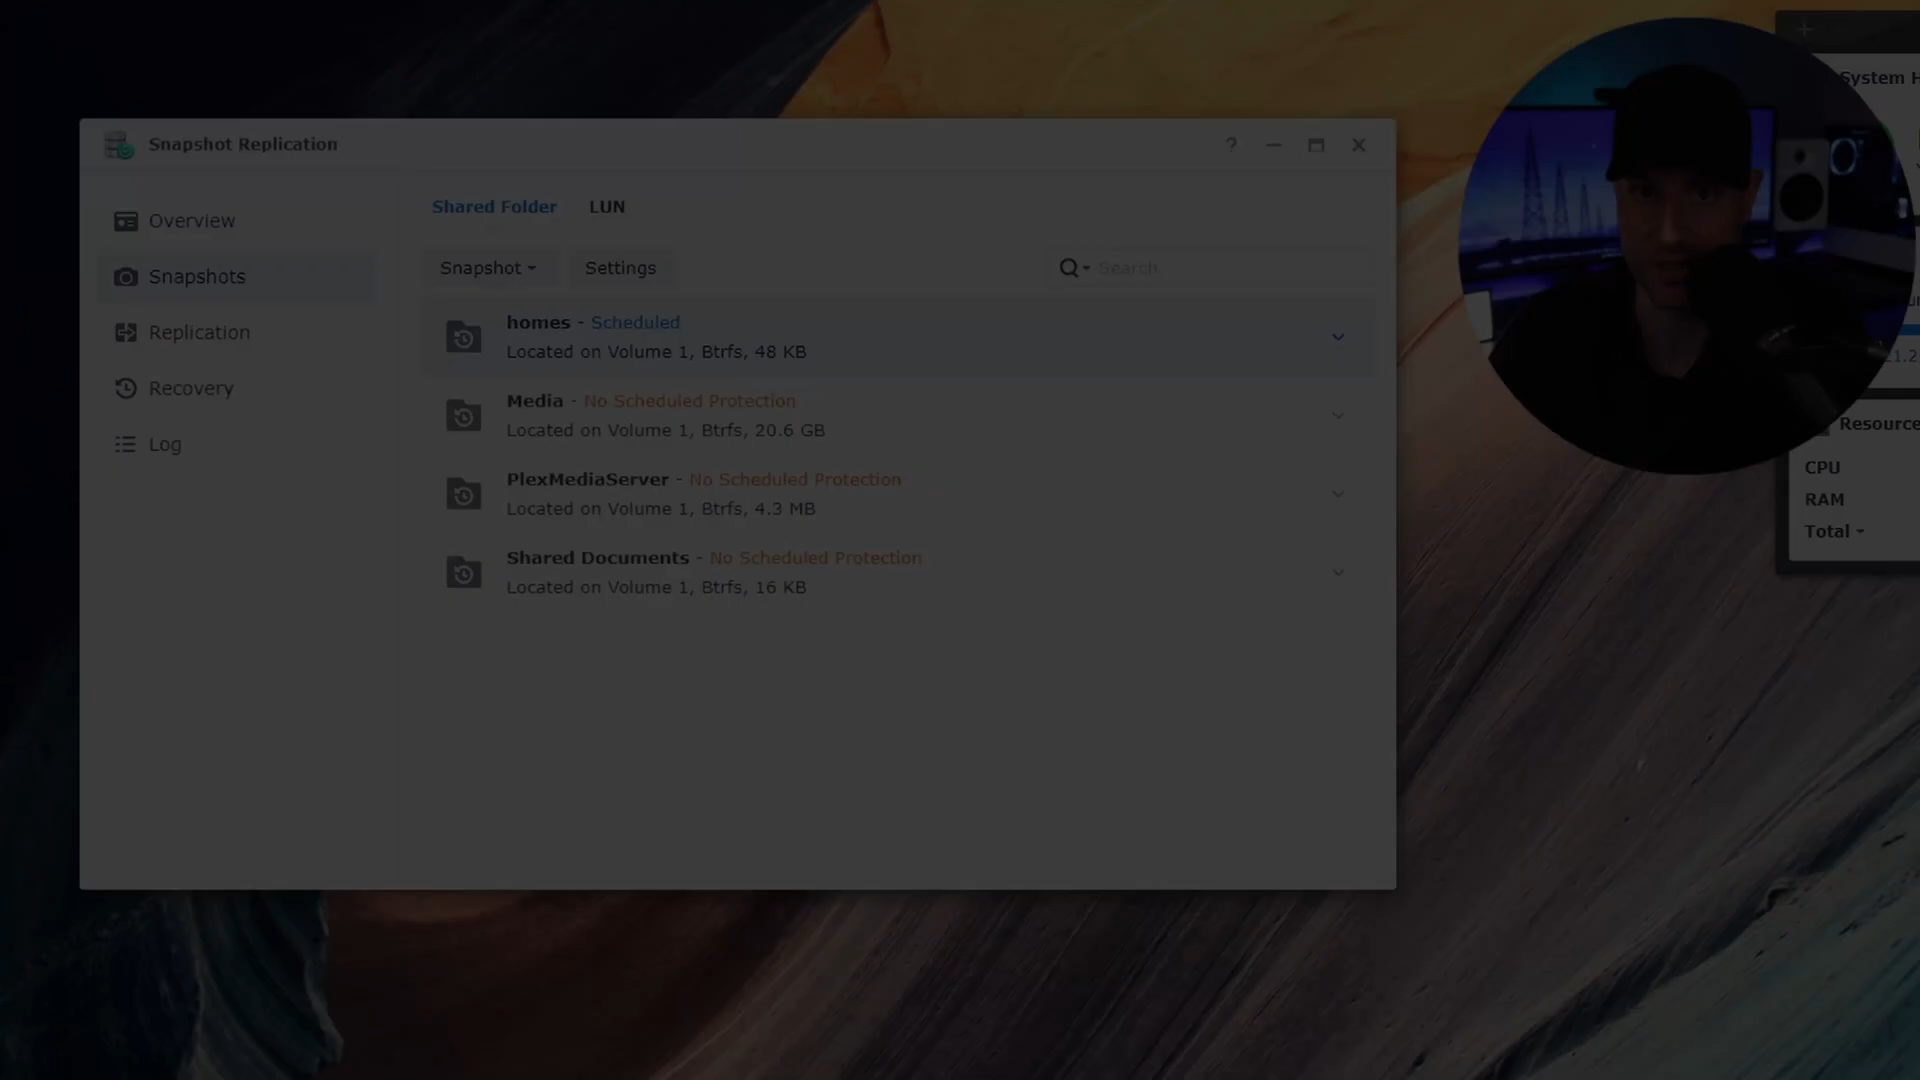 Snapshot Replication
?
Overview
Snapshots
Replication
Recovery
Log
Shared Folder
LUN
Snapshot
Settings
Search
homes - Scheduled
Located on Volume 1, Btrfs, 48 KB
Media - No Scheduled Protection
Located on Volume 1, Btrfs, 20.6 GB
PlexMediaServer - No Scheduled Protection
Located on Volume 1, Btrfs, 4.3 MB
Shared Documents - No Scheduled Protection
Located on Volume 1, Btrfs, 16 KB
System H
Resource
CPU
RAM
Total